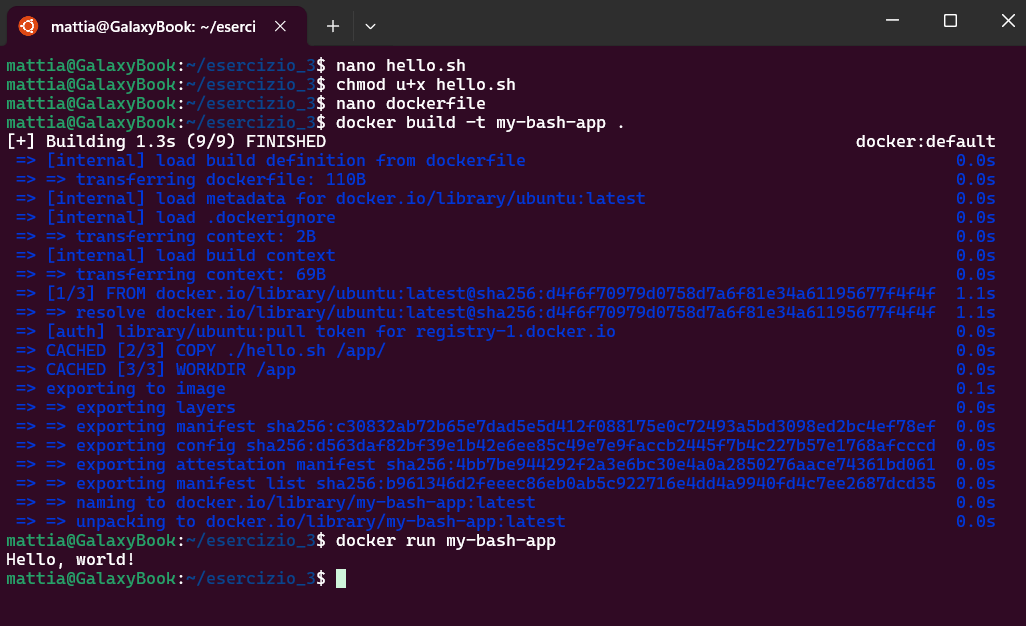 mattia@GalaxyBook: ~/eserci
mattia@GalaxyBook:~/esercizio_3$ nano hello.sh
mattia@GalaxyBook:~/esercizio_3$ chmod u+x hello.sh
mattia@GalaxyBook:~/esercizio_3$ nano dockerfile
mattia@GalaxyBook:~/esercizio_3$ docker build -t my-bash-app .
[+] Building 1.3s (9/9) FINISHED docker:default
=> [internal] load build definition from dockerfile 0.0s
=> => transferring dockerfile: 110B 0.0s
=> [internal] load metadata for docker.io/library/ubuntu:latest 0.0s
=> [internal] load .dockerignore 0.0s
=> => transferring context: 2B 0.0s
=> [internal] load build context 0.0s
=> => transferring context: 69B 0.0s
=> [1/3] FROM docker.io/library/ubuntu:latest@sha256:d4f6f70979d0758d7a6f81e34a61195677f4f4f 1.1s
=> => resolve docker.io/library/ubuntu:latest@sha256:d4f6f70979d0758d7a6f81e34a61195677f4f4f 1.1s
=> [auth] library/ubuntu:pull token for registry-1.docker.io 0.0s
=> CACHED [2/3] COPY ./hello.sh /app/ 0.0s
=> CACHED [3/3] WORKDIR /app 0.0s
=> exporting to image 0.1s
=> => exporting layers 0.0s
=> => exporting manifest sha256:c30832ab72b65e7dad5e5d412f088175e0c72493a5bd3098ed2bc4ef78ef 0.0s
=> => exporting config sha256:d563daf82bf39e1b42e6ee85c49e7e9faccb2445f7b4c227b57e1768afcccd 0.0s
=> => exporting attestation manifest sha256:4bb7be944292f2a3e6bc30e4a0a2850276aace74361bd061 0.0s
=> => exporting manifest list sha256:b961346d2feeec86eb0ab5c922716e4dd4a9940fd4c7ee2687dcd35 0.0s
=> => naming to docker.io/library/my-bash-app:latest 0.0s
=> => unpacking to docker.io/library/my-bash-app:latest 0.0s
mattia@GalaxyBook:~/esercizio_3$ docker run my-bash-app
Hello, world!
mattia@GalaxyBook:~/esercizio_3$